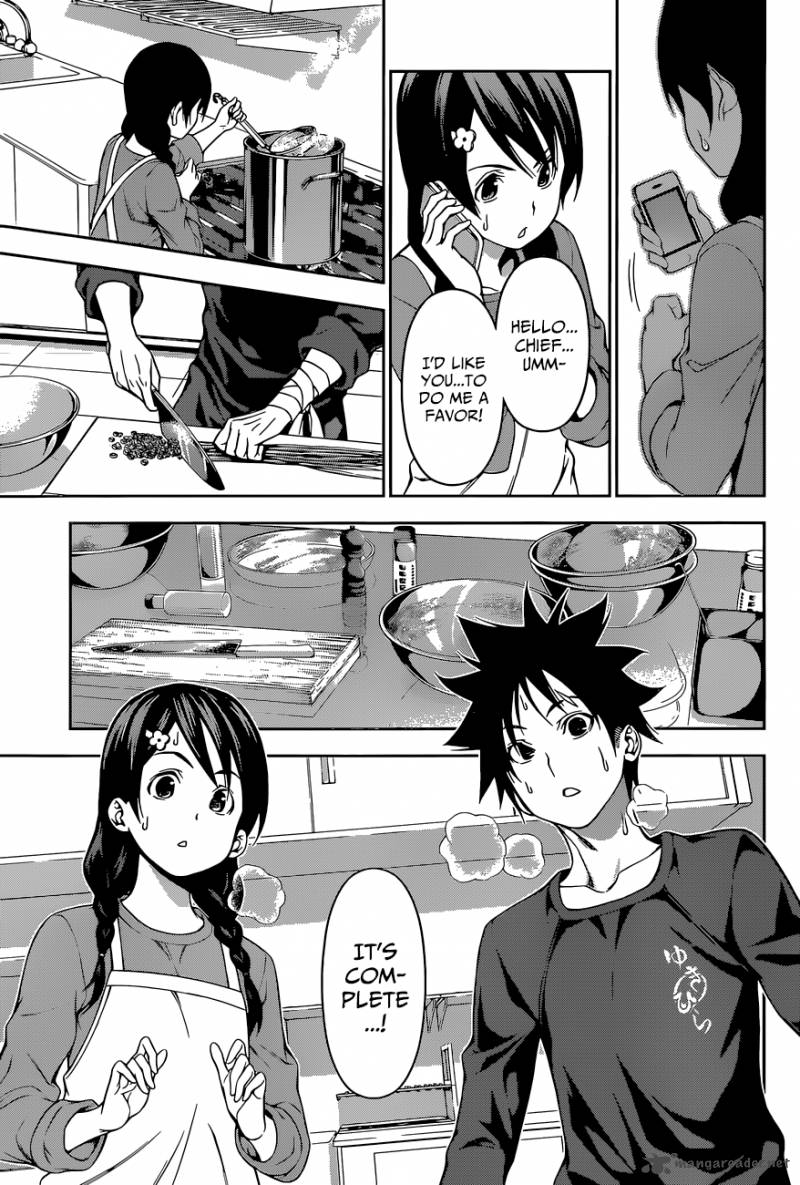 HELLO...
CHIEF...
UMM-
I'D LIKE
YOU...TO
DO ME A
FAVOR!
IT'S
COM-
PLETE
...!
ゆきひら
mangareader.net